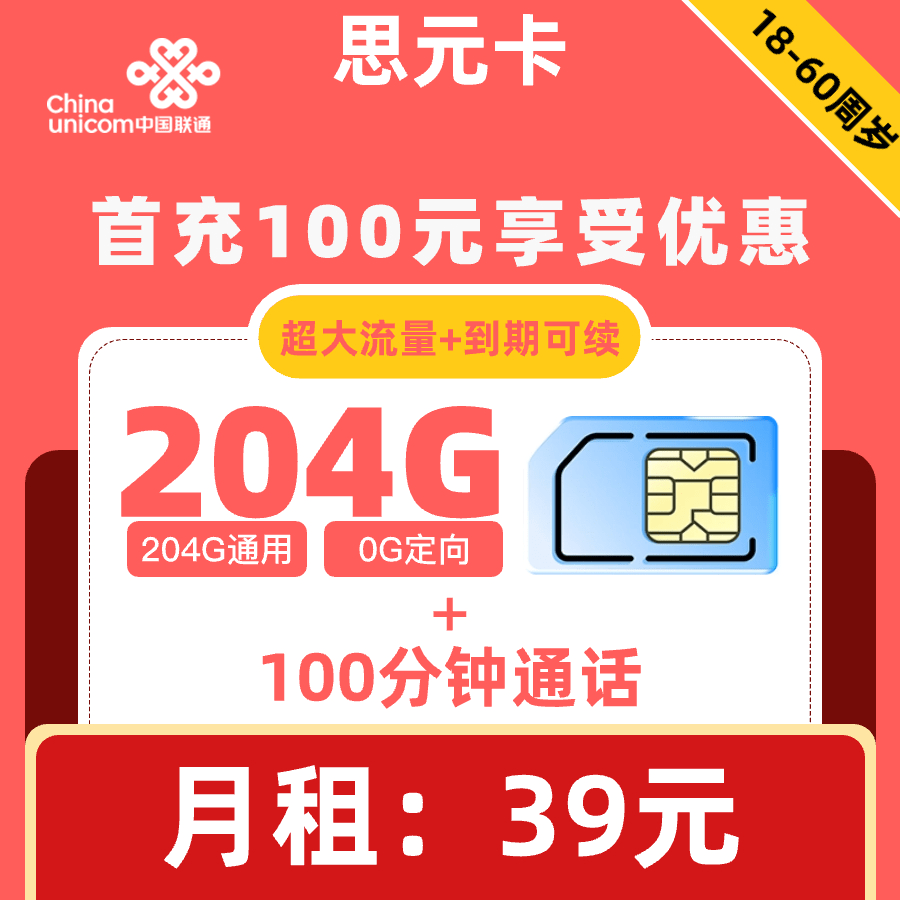 思元卡
18-60周岁
China
unicom中国联通
首充100元享受优惠
超大流量+到期可续
204G
204G通用
0G定向
+
100分钟通话
月租：39元